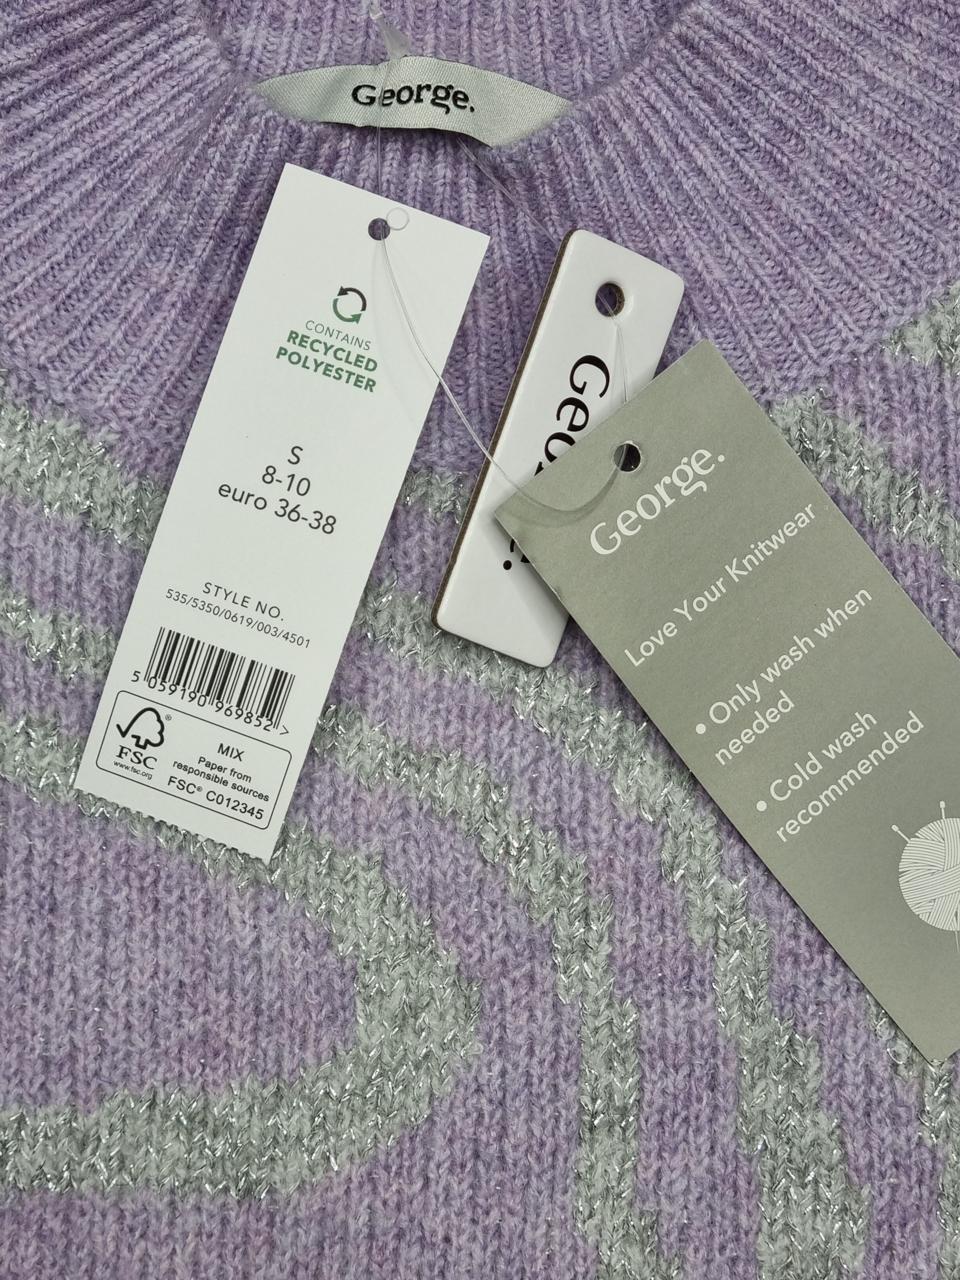 George.
CONTAINS
RECYCLED
POLYESTER
S
8-10
euro 36-38
STYLE NO.
535/5350/0619/003/4501
5 059190 969852 >
FSC®
www.fsc.org
MIX
Paper from
responsible sources
FSC® C012345
George.
Love Your Knitwear
• Only wash when
needed
• Cold wash
recommended